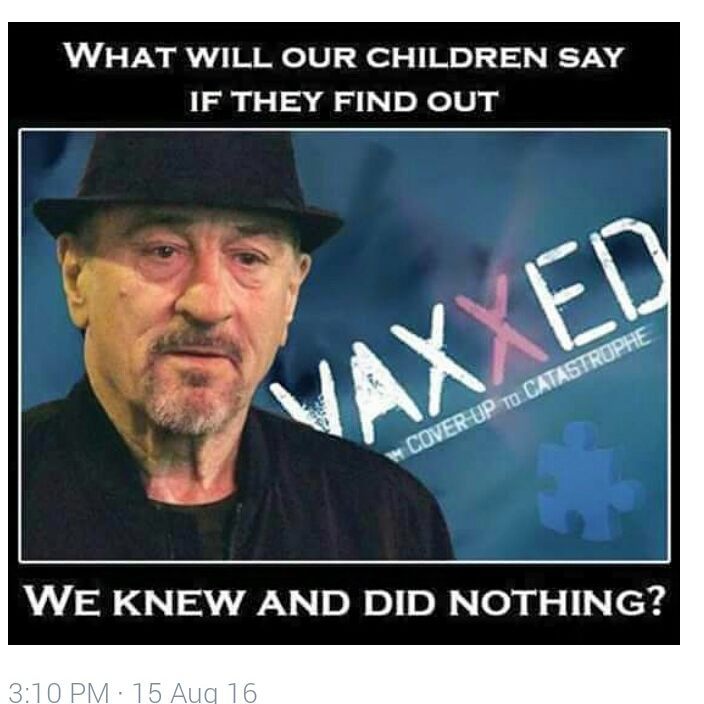 WHAT WILL OUR CHILDREN SAY
IF THEY FIND OUT
VAXXED
COVER-UP TO CATASTROPHE
WE KNEW AND DID NOTHING?
3:10 PM · 15 Aug 16